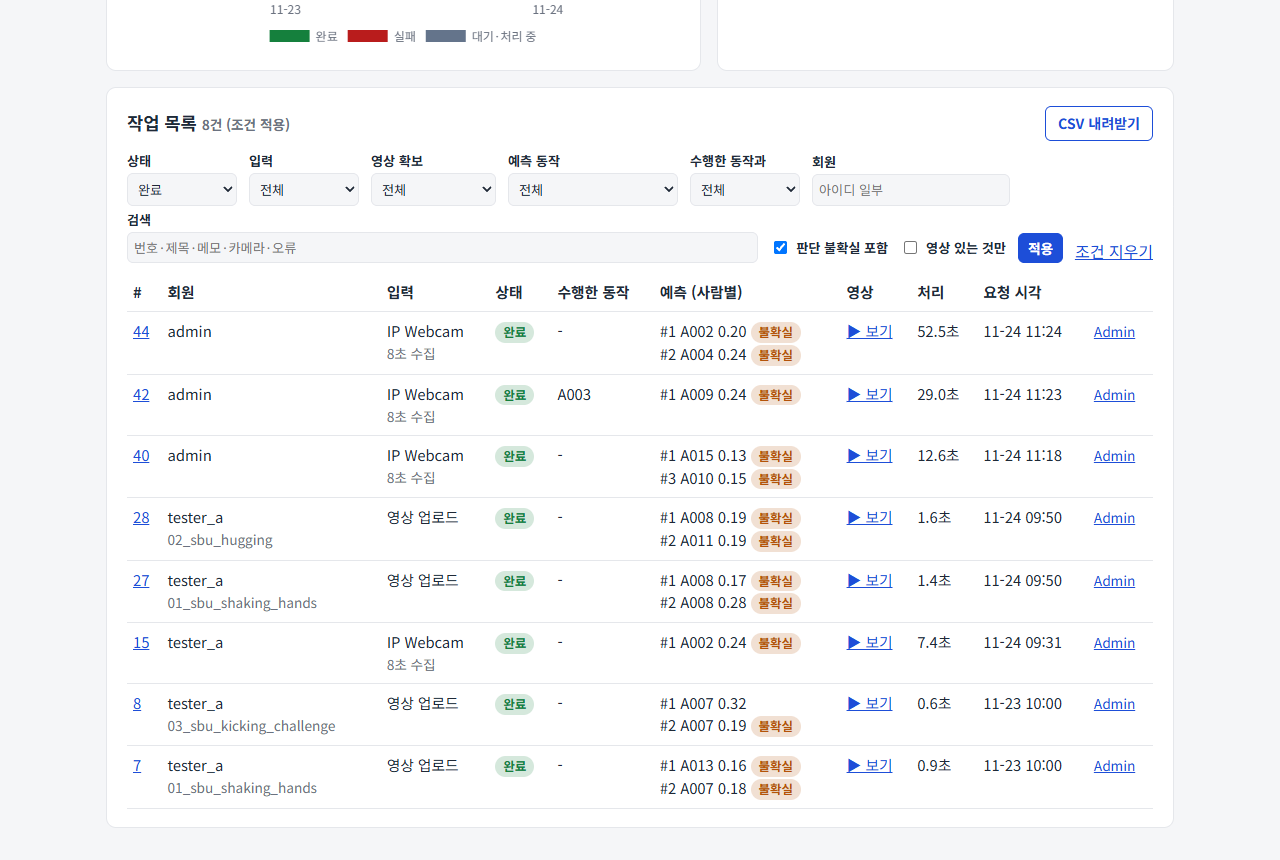 11-23 11-24
완료 실패 대기·처리 중
작업 목록 8건 (조건 적용)
CSV 내려받기
상태 입력 영상 확보 예측 동작 수행한 동작과 회원
완료 전체 전체 전체 전체 아이디 일부
검색
번호·제목·메모·카메라·오류 판단 불확실 포함 영상 있는 것만 적용 조건 지우기
# 회원 입력 상태 수행한 동작 예측 (사람별) 영상 처리 요청 시각
44 admin IP Webcam 완료 - #1 A002 0.20 불확실 ▶ 보기 52.5초 11-24 11:24 Admin
8초 수집 #2 A004 0.24 불확실
42 admin IP Webcam 완료 A003 #1 A009 0.24 불확실 ▶ 보기 29.0초 11-24 11:23 Admin
8초 수집
40 admin IP Webcam 완료 - #1 A015 0.13 불확실 ▶ 보기 12.6초 11-24 11:18 Admin
8초 수집 #3 A010 0.15 불확실
28 tester_a 영상 업로드 완료 - #1 A008 0.19 불확실 ▶ 보기 1.6초 11-24 09:50 Admin
02_sbu_hugging #2 A011 0.19 불확실
27 tester_a 영상 업로드 완료 - #1 A008 0.17 불확실 ▶ 보기 1.4초 11-24 09:50 Admin
01_sbu_shaking_hands #2 A008 0.28 불확실
15 tester_a IP Webcam 완료 - #1 A002 0.24 불확실 ▶ 보기 7.4초 11-24 09:31 Admin
8초 수집
8 tester_a 영상 업로드 완료 - #1 A007 0.32 ▶ 보기 0.6초 11-23 10:00 Admin
03_sbu_kicking_challenge #2 A007 0.19 불확실
7 tester_a 영상 업로드 완료 - #1 A013 0.16 불확실 ▶ 보기 0.9초 11-23 10:00 Admin
01_sbu_shaking_hands #2 A007 0.18 불확실